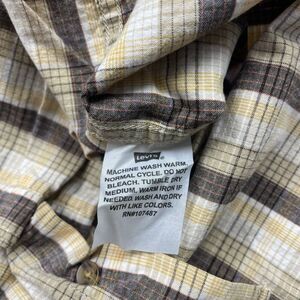 Levi's®
MACHINE WASH WARM.
NORMAL CYCLE. DO NOT
BLEACH. TUMBLE DRY
MEDIUM. WARM IRON IF
NEEDED. WASH AND DRY
WITH LIKE COLORS.
RN#107487